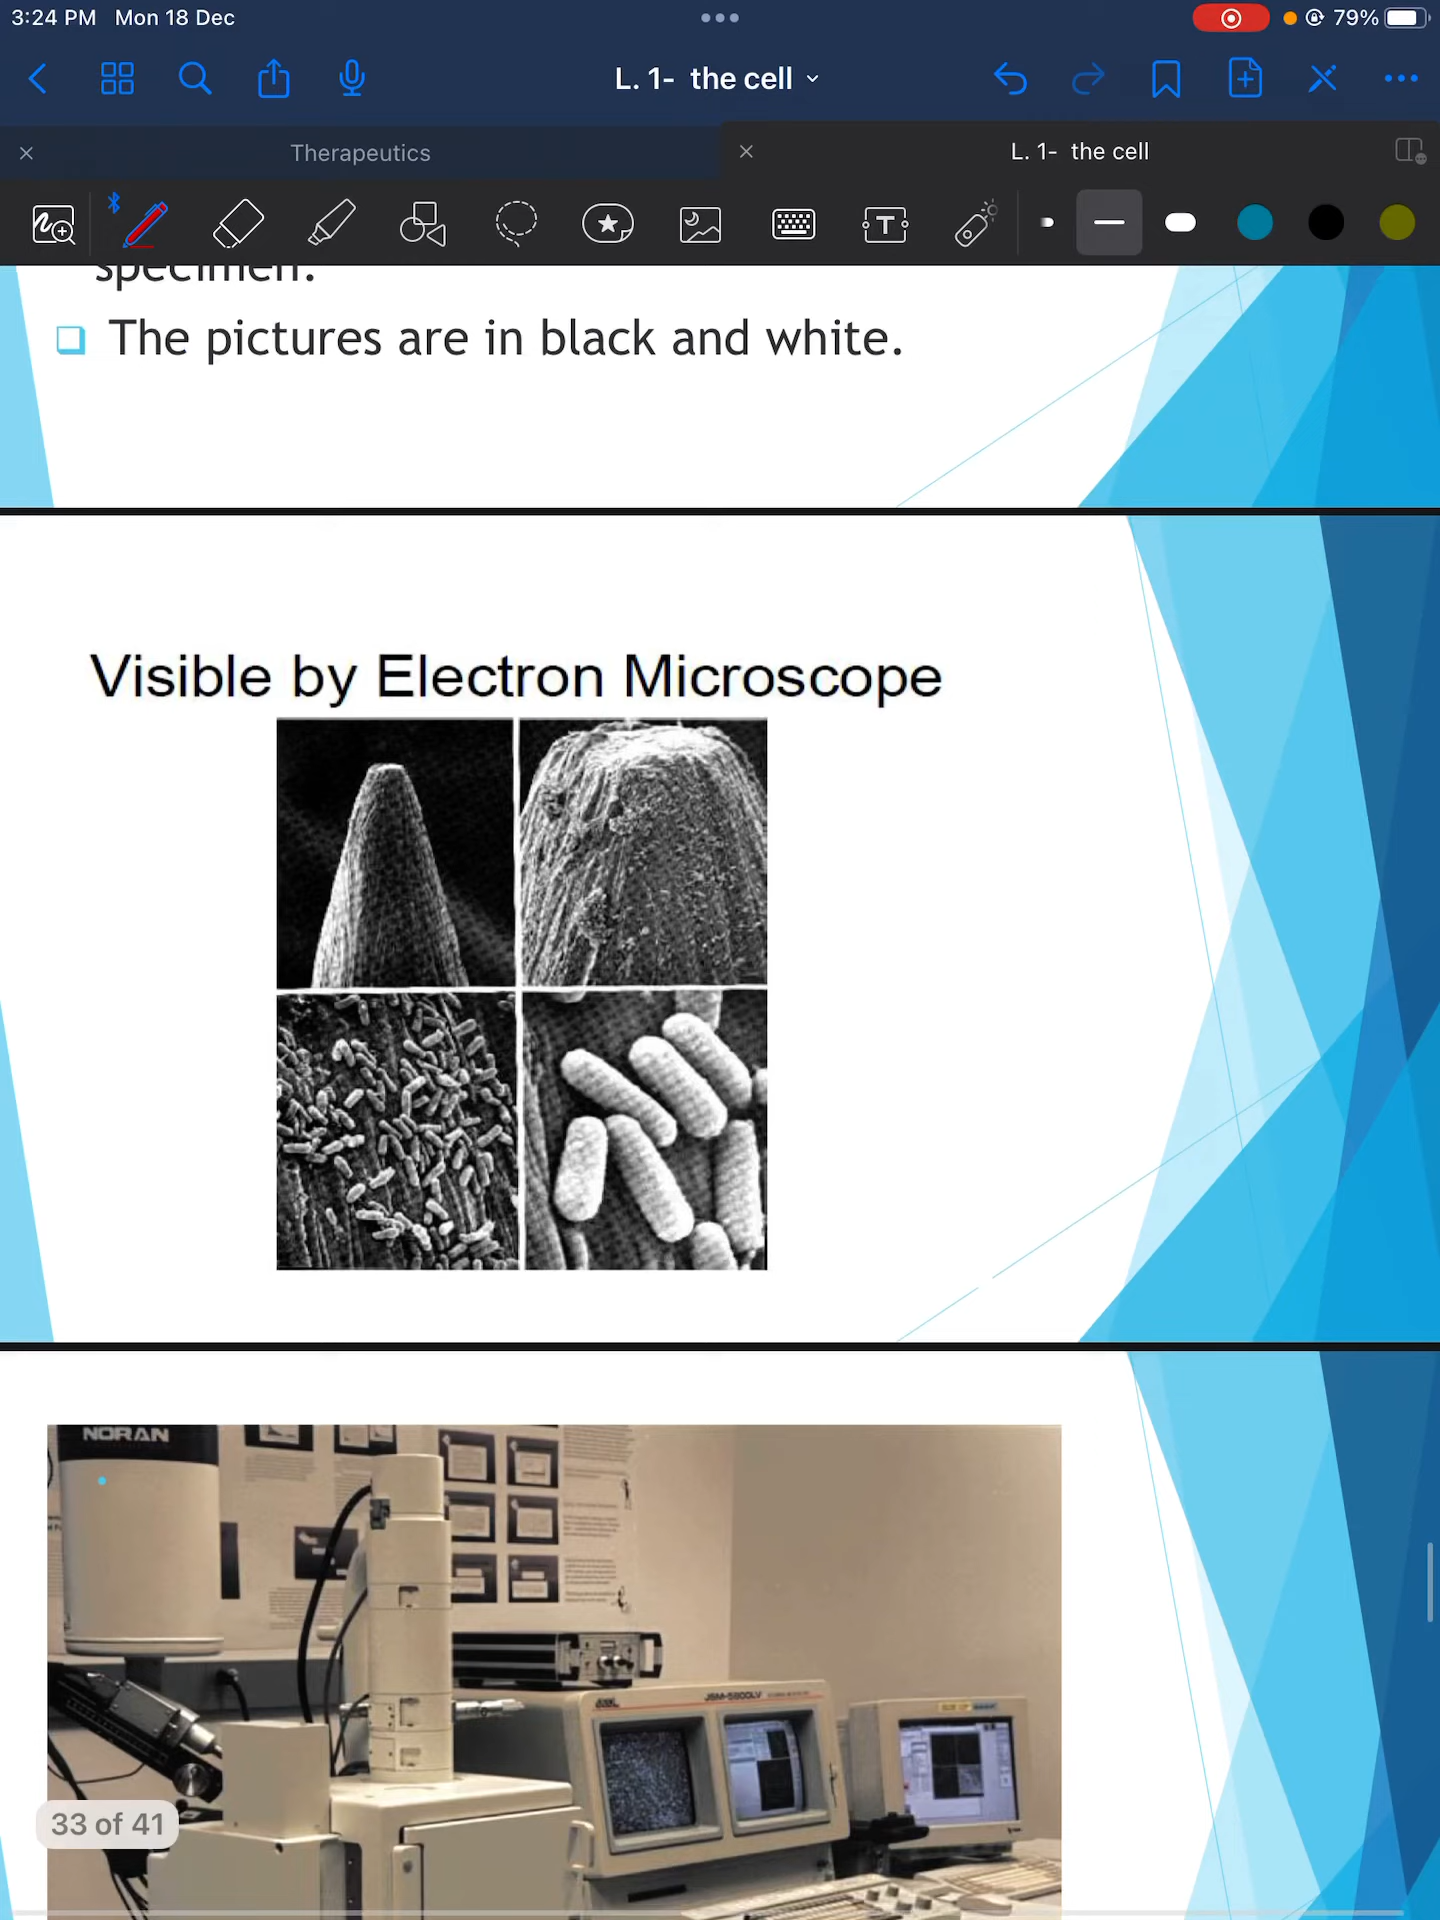 3:24 PM Mon 18 Dec
79%
L. 1- the cell
Therapeutics
L. 1- the cell
T
specimen.
The pictures are in black and white.
Visible by Electron Microscope
NORAN
JSM-5800LV
33 of 41